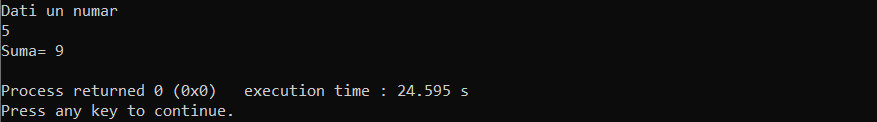 Dati un numar
5
Suma= 9
Process returned 0 (0x0)   execution time : 24.595 s
Press any key to continue.